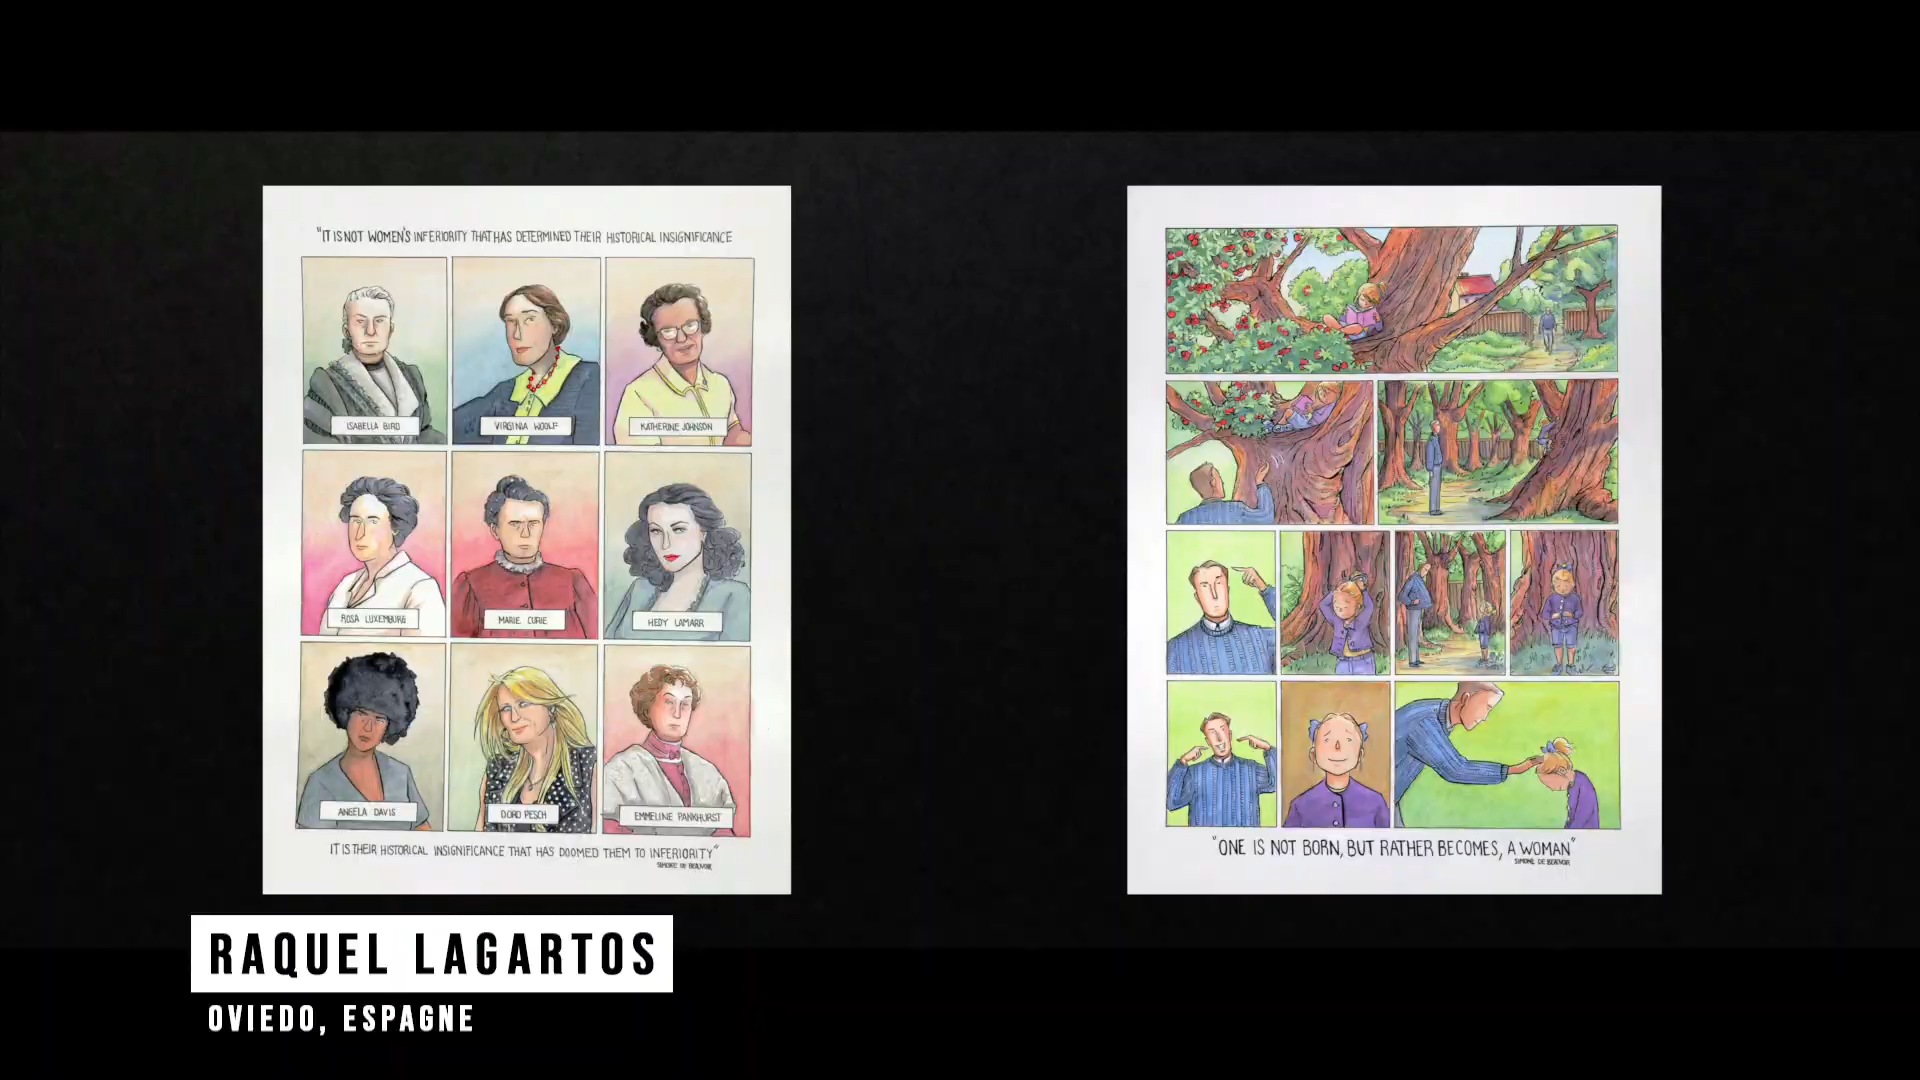 "IT IS NOT WOMEN'S INFERIORITY THAT HAS DETERMINED THEIR HISTORICAL INSIGNIFICANCE
ISABELLA BIRD
VIRGINIA WOOLF
KATHERINE JOHNSON
ROSA LUXEMBURG
MARIE CURIE
HEDY LAMARR
ANGELA DAVIS
DORO PESCH
EMMELINE PANKHURST
IT IS THEIR HISTORICAL INSIGNIFICANCE THAT HAS DOOMED THEM TO INFERIORITY"
SIMONE DE BEAUVOIR
"ONE IS NOT BORN, BUT RATHER BECOMES, A WOMAN"
SIMONE DE BEAUVOIR
RAQUEL LAGARTOS
OVIEDO, ESPAGNE